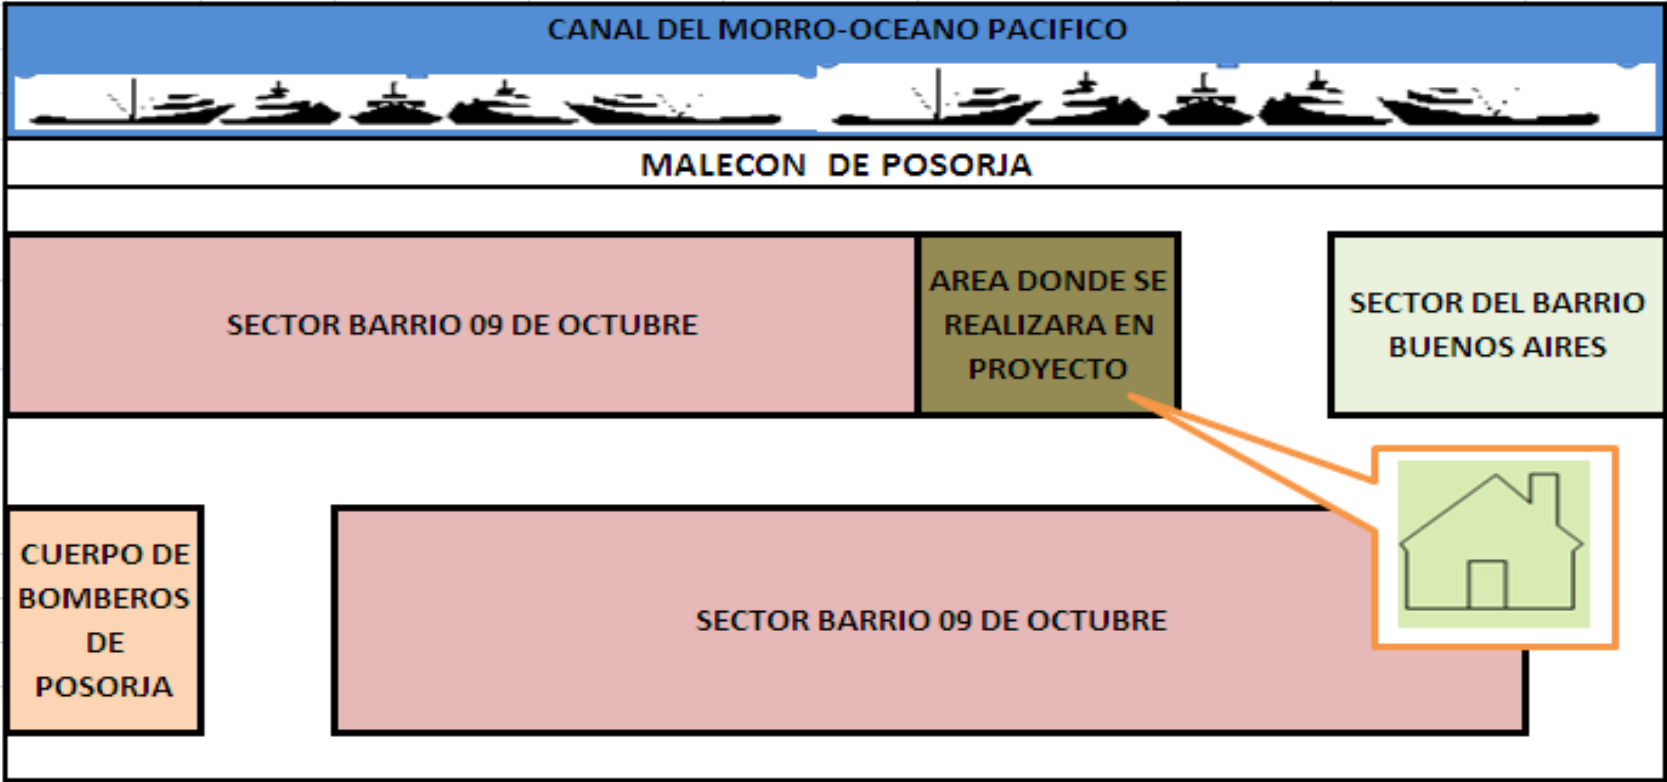 CANAL DEL MORRO-OCEANO PACIFICO
MALECON DE POSORJA
SECTOR BARRIO 09 DE OCTUBRE
AREA DONDE SE
REALIZARA EN
PROYECTO
SECTOR DEL BARRIO
BUENOS AIRES
CUERPO DE
BOMBEROS
DE
POSORJA
SECTOR BARRIO 09 DE OCTUBRE